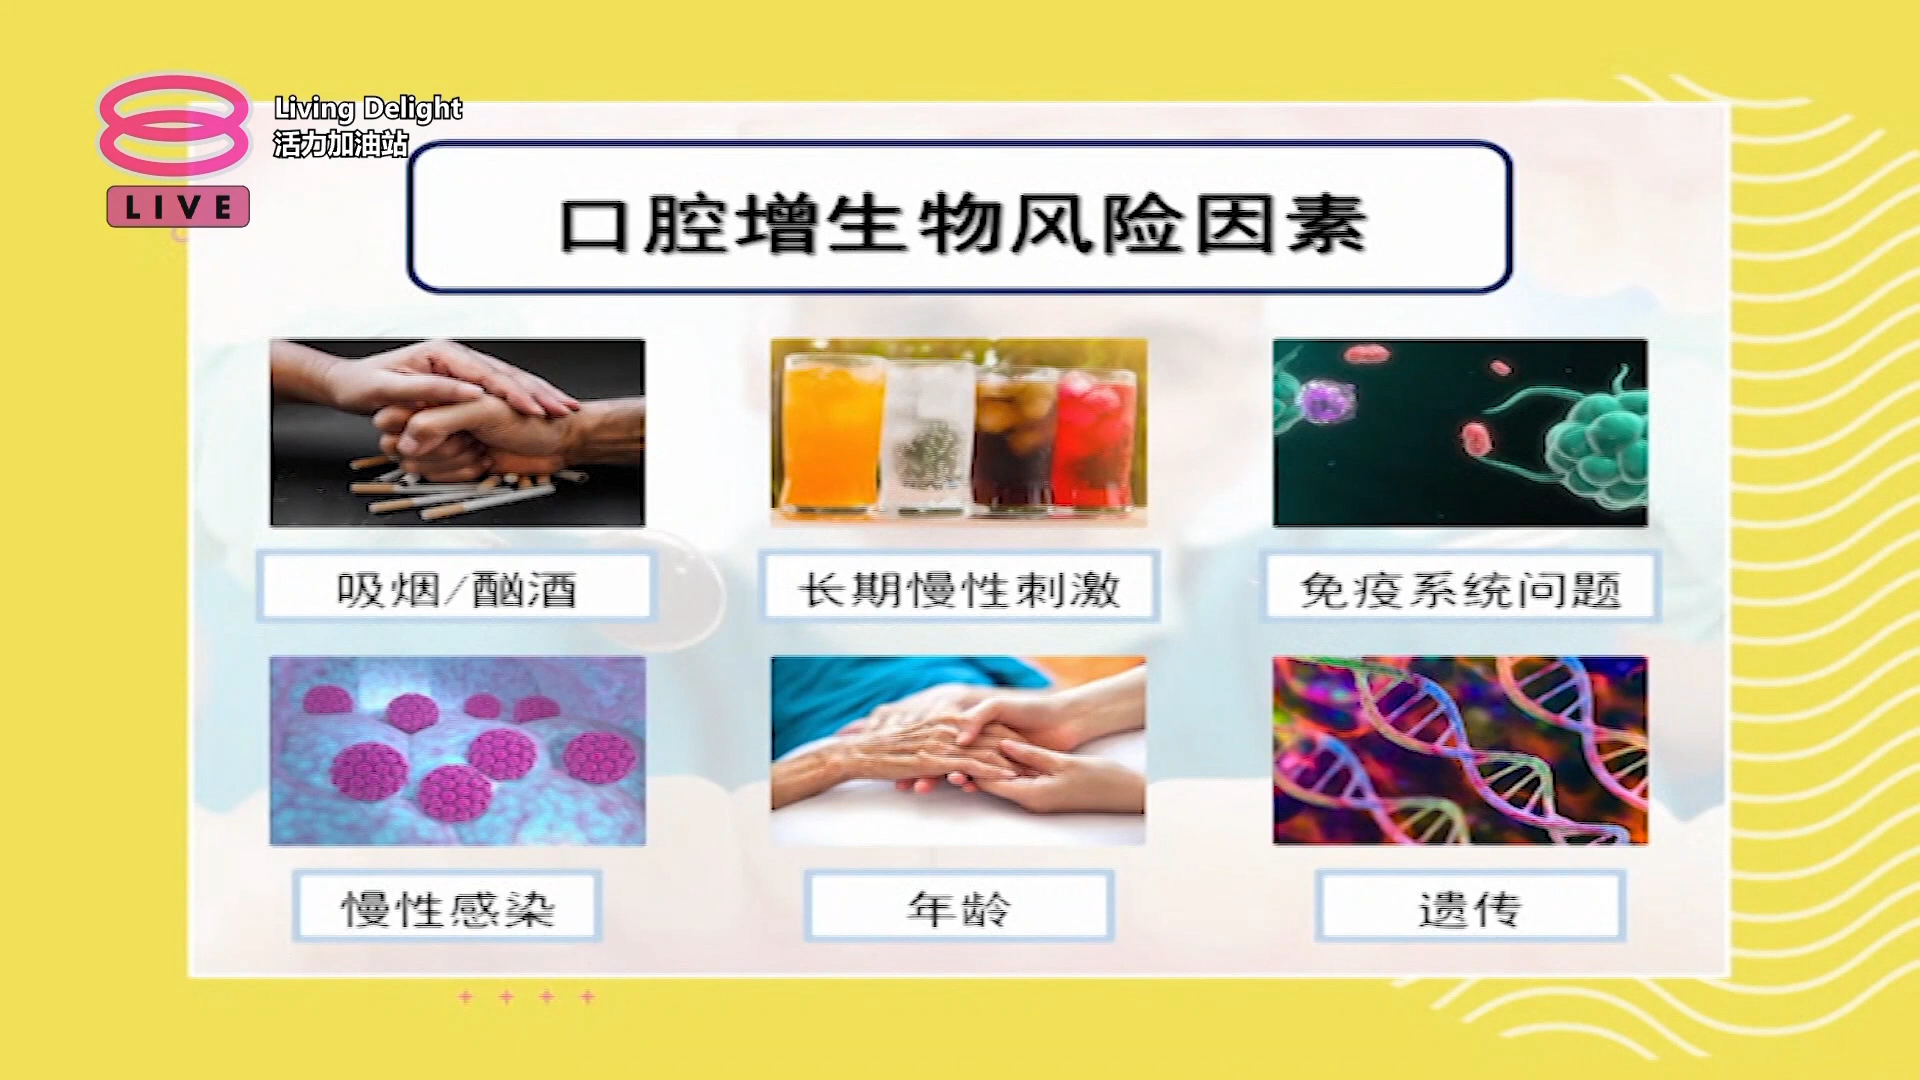 Living Delight
活力加油站
LIVE
口腔增生物风险因素
吸烟/酗酒
长期慢性刺激
免疫系统问题
慢性感染
年龄
遗传